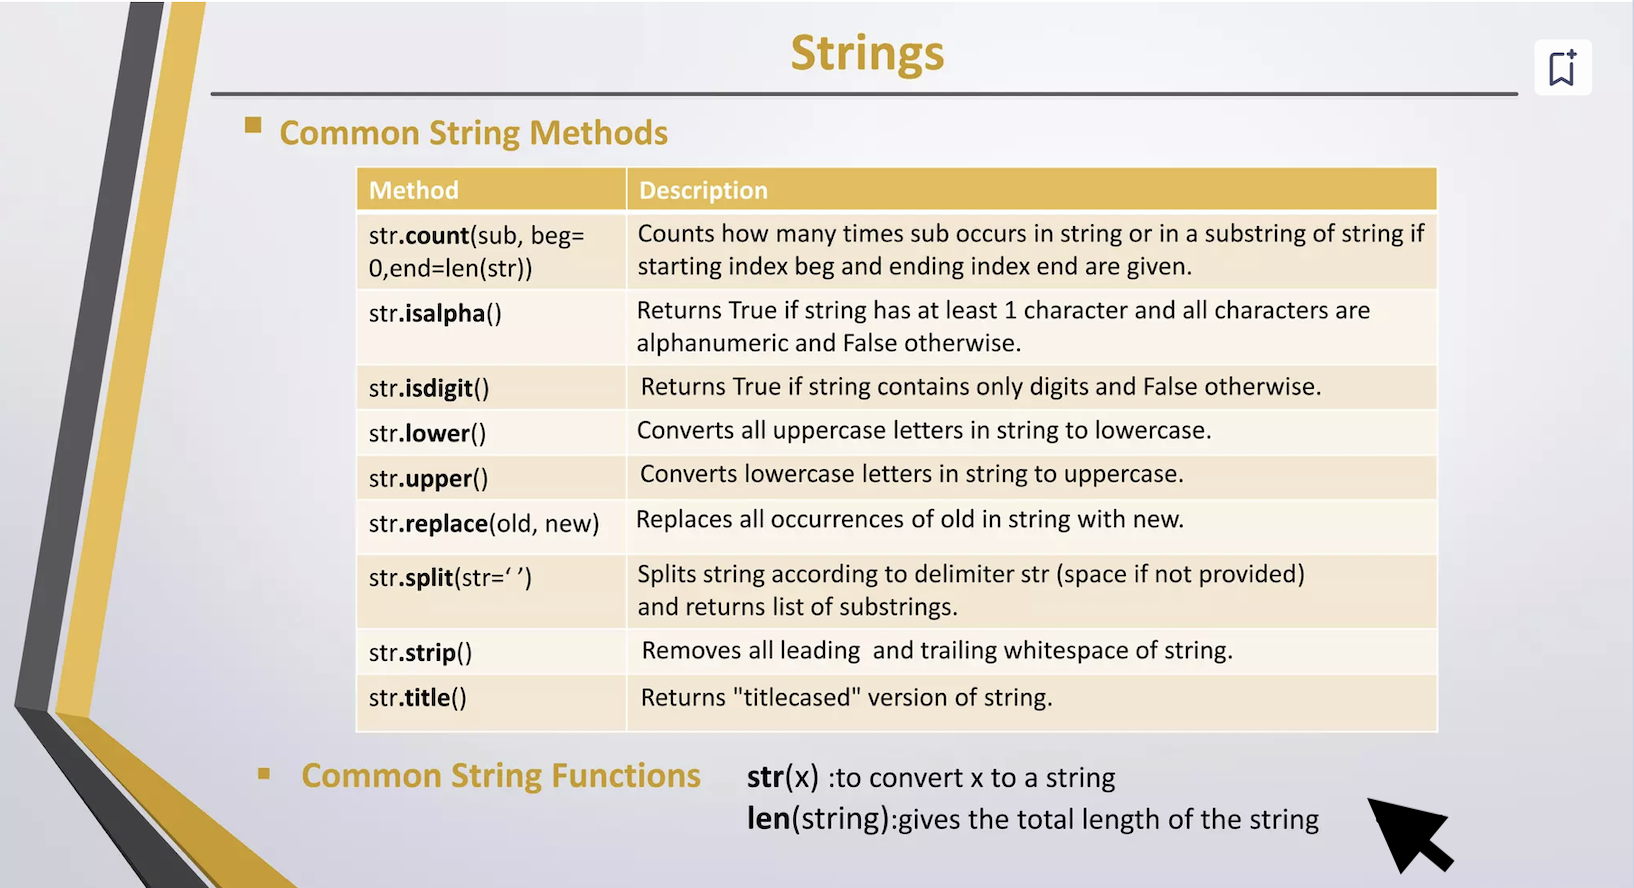 Strings
Common String Methods
Method Description
str.count(sub, beg= 
0,end=len(str))
Counts how many times sub occurs in string or in a substring of string if
starting index beg and ending index end are given.
str.isalpha()
Returns True if string has at least 1 character and all characters are
alphanumeric and False otherwise.
str.isdigit()
Returns True if string contains only digits and False otherwise.
str.lower()
Converts all uppercase letters in string to lowercase.
str.upper()
Converts lowercase letters in string to uppercase.
str.replace(old, new)
Replaces all occurrences of old in string with new.
str.split(str=‘ ’)
Splits string according to delimiter str (space if not provided)
and returns list of substrings.
str.strip()
Removes all leading  and trailing whitespace of string.
str.title()
Returns "titlecased" version of string.
Common String Functions
str(x) :to convert x to a string
len(string):gives the total length of the string